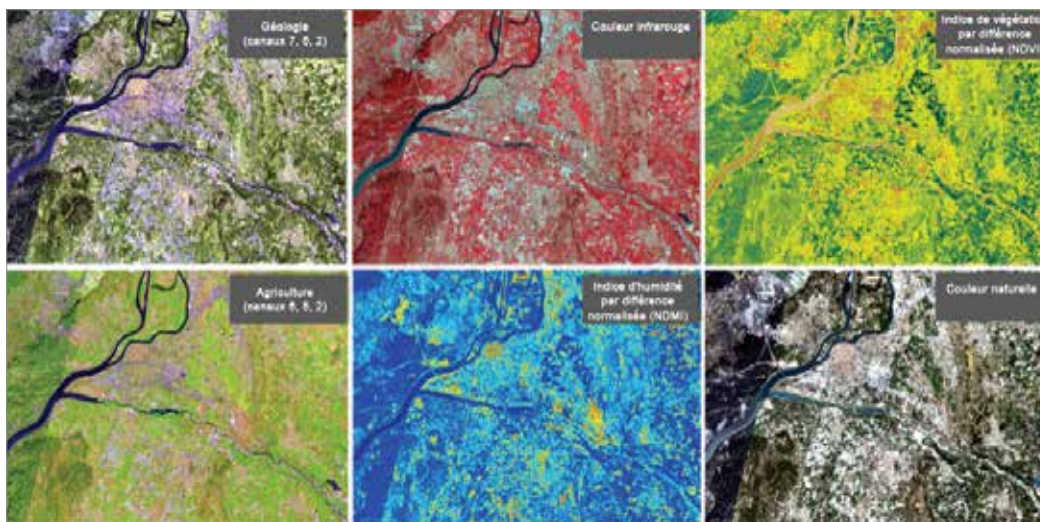 Géologie
(canaux 7, 6, 2)
Couleur infrarouge
Indice de végétation
par différence
normalisée (NDVI)
Agriculture
(canaux 6, 5, 2)
Indice d'humidité
par différence
normalisée (NDMI)
Couleur naturelle